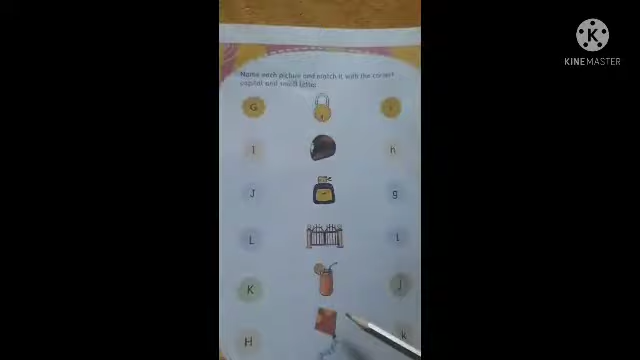 K
KINEMASTER
Name each picture and match it with the correct
capital and small letter
G
I
h
J
g
L
K
j
H
k